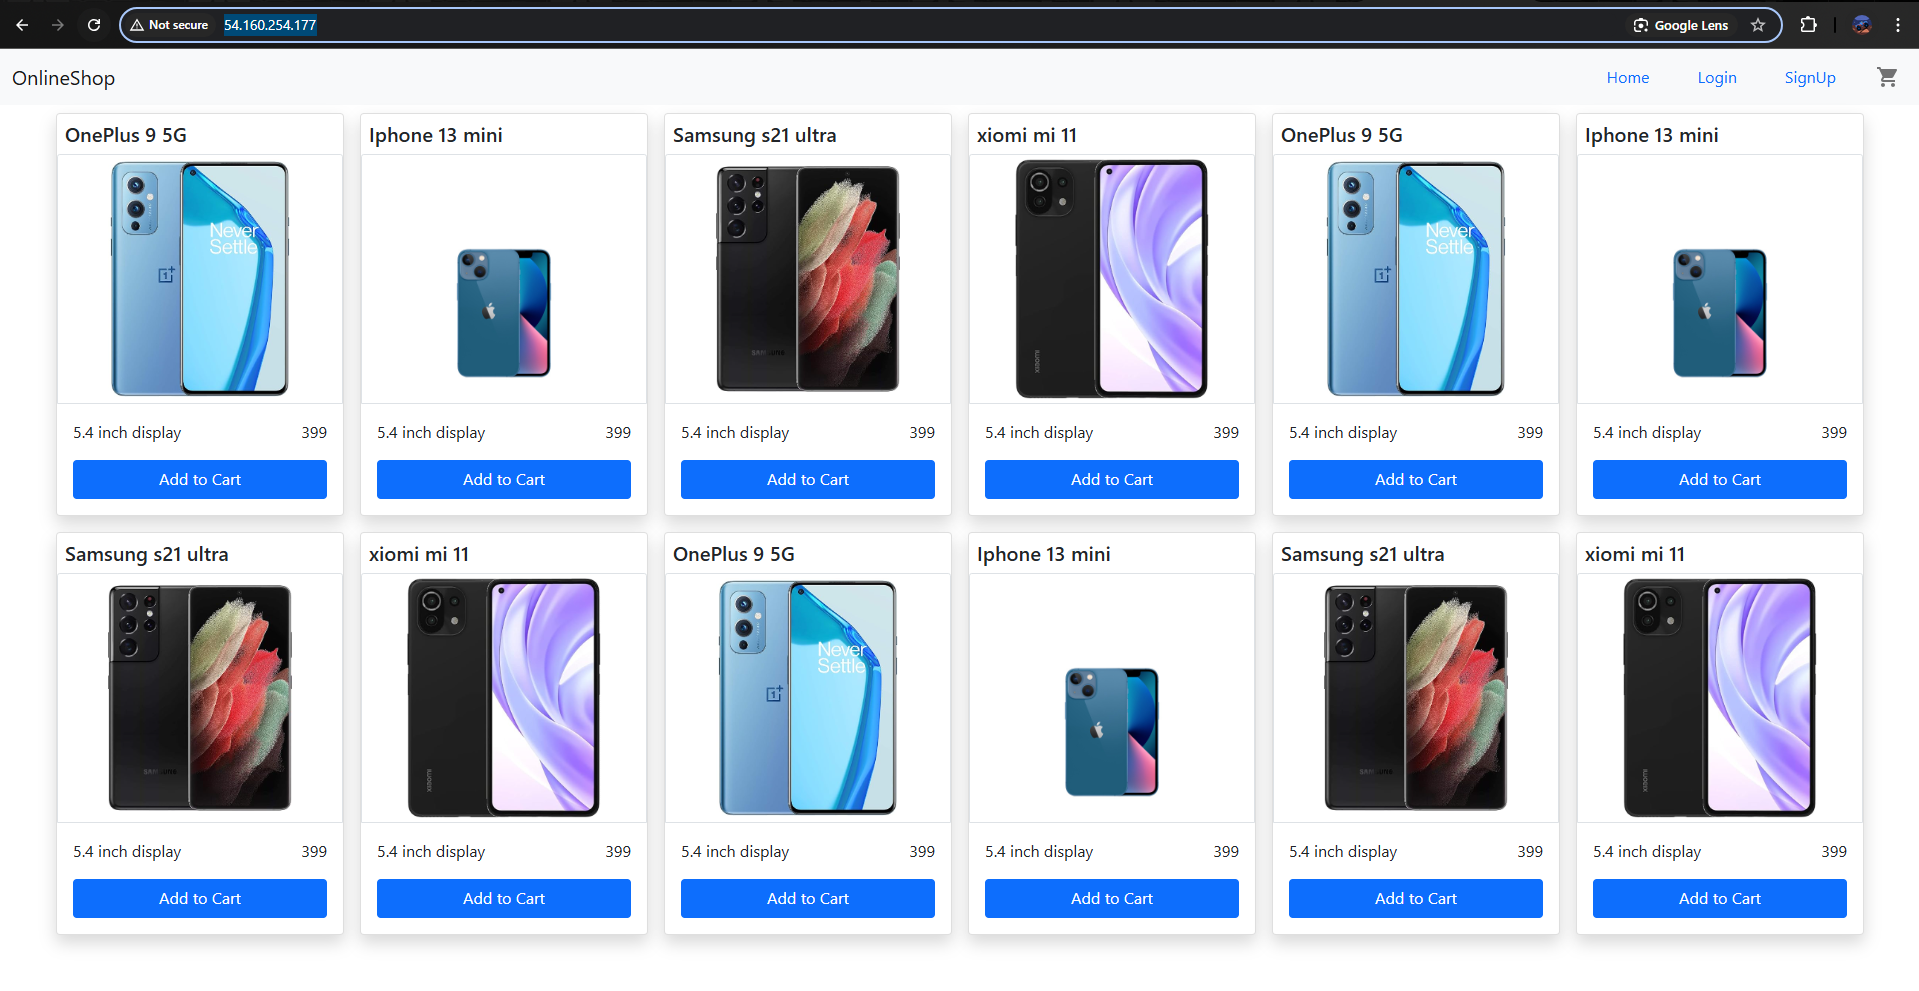 Not secure 54.160.254.177 Google Lens
OnlineShop Home Login SignUp
OnePlus 9 5G Iphone 13 mini Samsung s21 ultra xiomi mi 11 OnePlus 9 5G Iphone 13 mini
Never Never
Settle Settle
SAMSUNG
xiaomi
5.4 inch display 399 5.4 inch display 399 5.4 inch display 399 5.4 inch display 399 5.4 inch display 399 5.4 inch display 399
Add to Cart Add to Cart Add to Cart Add to Cart Add to Cart Add to Cart
Samsung s21 ultra xiomi mi 11 OnePlus 9 5G Iphone 13 mini Samsung s21 ultra xiomi mi 11
Never
Settle
SAMSUNG SAMSUNG
xiaomi xiaomi
5.4 inch display 399 5.4 inch display 399 5.4 inch display 399 5.4 inch display 399 5.4 inch display 399 5.4 inch display 399
Add to Cart Add to Cart Add to Cart Add to Cart Add to Cart Add to Cart